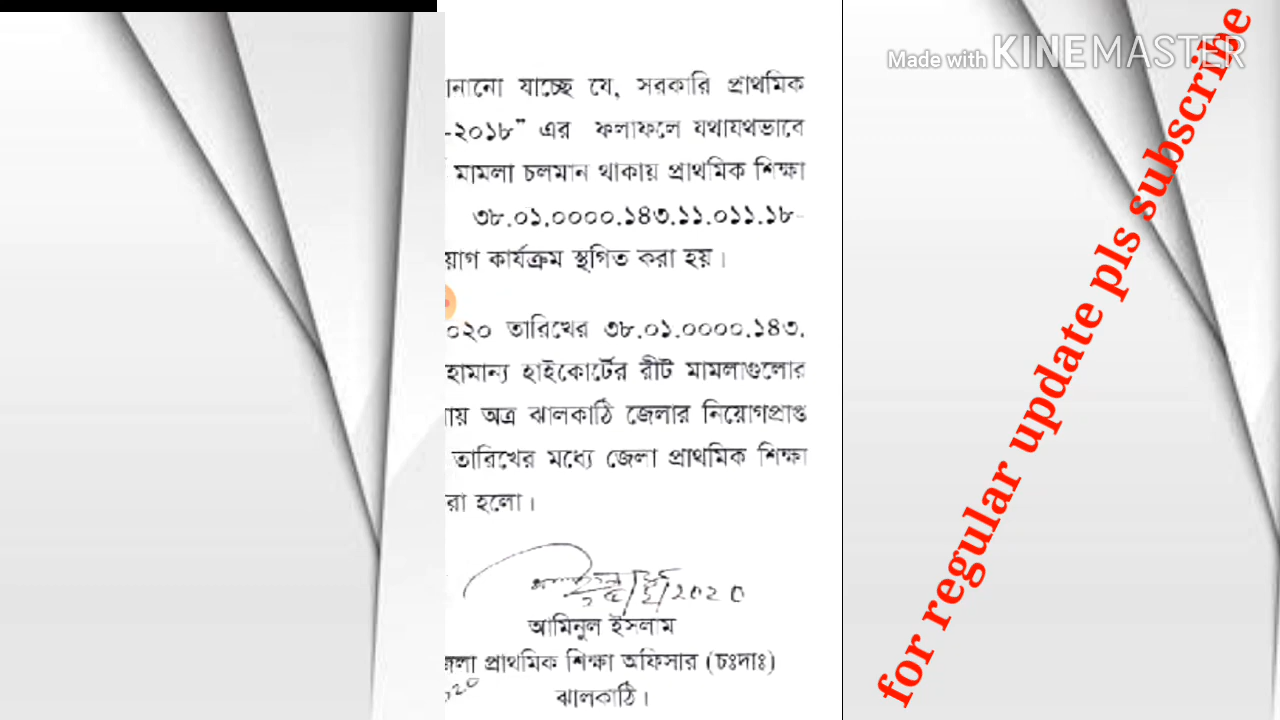 Made with KINEMASTER
নানো যাচ্ছে যে, সরকারি প্রাথমিক
-২০১৮” এর ফলাফলে যথাযথভাবে
মামলা চলমান থাকায় প্রাথমিক শিক্ষা
৩৮.০১.০০০০.১৪৩.১১.০১১.১৮-
য়োগ কার্যক্রম স্থগিত করা হয়।
০২০ তারিখের ৩৮.০১.০০০০.১৪৩.
হামান্য হাইকোর্টের রীট মামলাগুলোর
ায় অত্র ঝালকাঠি জেলার নিয়োগপ্রাপ্ত
তারিখের মধ্যে জেলা প্রাথমিক শিক্ষা
রা হলো।
/২০২০
আমিনুল ইসলাম
জলা প্রাথমিক শিক্ষা অফিসার (চঃদাঃ)
ঝালকাঠি।
for regular update pls subscribe